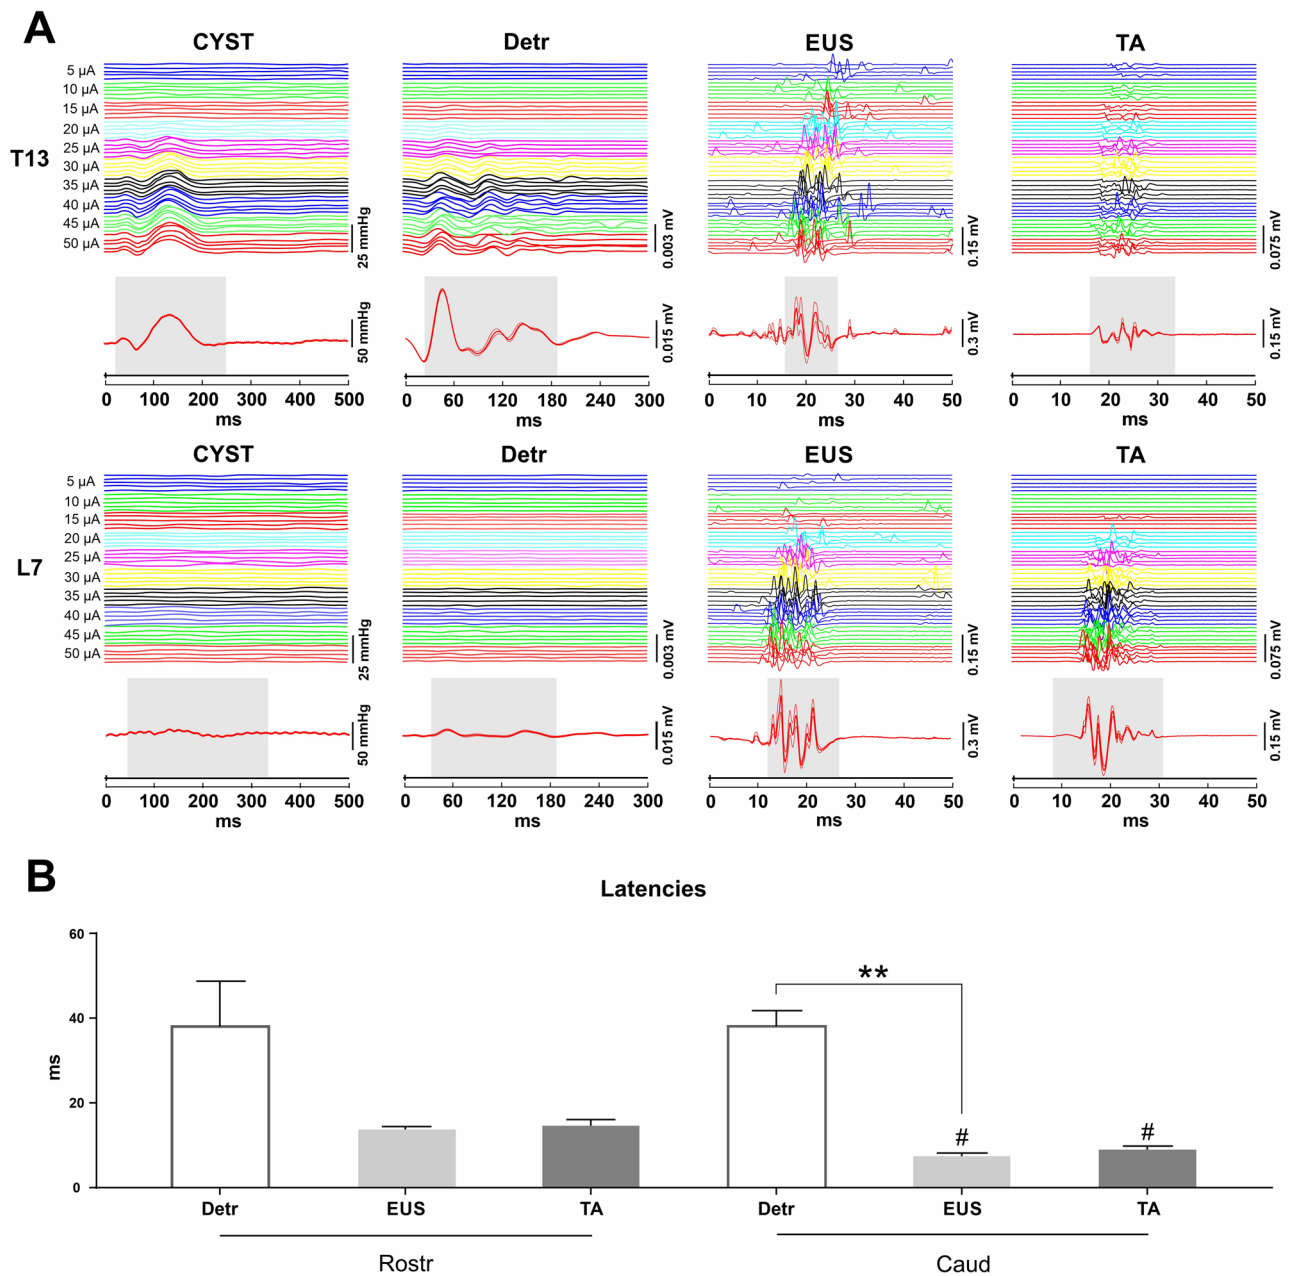 A
CYST Detr EUS TA
T13
5 µA
10 µA
15 µA
20 µA
25 µA
30 µA
35 µA
40 µA
45 µA
50 µA
25 mmHg 0.003 mV 0.15 mV 0.075 mV
50 mmHg 0.015 mV 0.3 mV 0.15 mV
0 100 200 300 400 500 0 60 120 180 240 300 0 10 20 30 40 50 0 10 20 30 40 50
ms ms ms ms
CYST Detr EUS TA
L7
5 µA
10 µA
15 µA
20 µA
25 µA
30 µA
35 µA
40 µA
45 µA
50 µA
25 mmHg 0.003 mV 0.15 mV 0.075 mV
50 mmHg 0.015 mV 0.3 mV 0.15 mV
0 100 200 300 400 500 0 60 120 180 240 300 0 10 20 30 40 50 0 10 20 30 40 50
ms ms ms ms
B
Latencies
60
40
20
0
ms
**
# #
Detr EUS TA Detr EUS TA
Rostr Caud